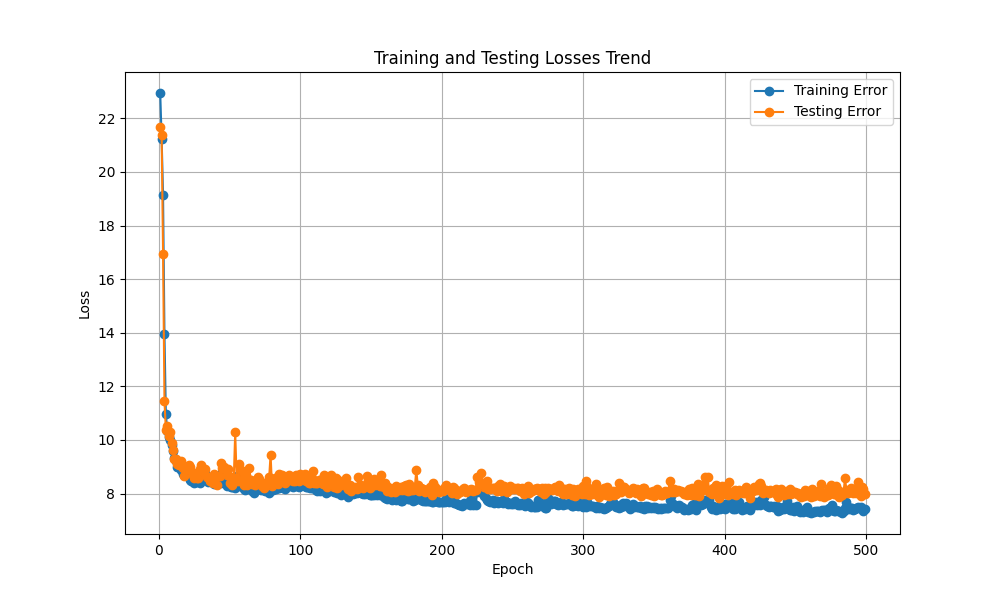 Training and Testing Losses Trend
Training Error
Testing Error
22
20
18
16
14
12
10
8
Loss
0 100 200 300 400 500
Epoch